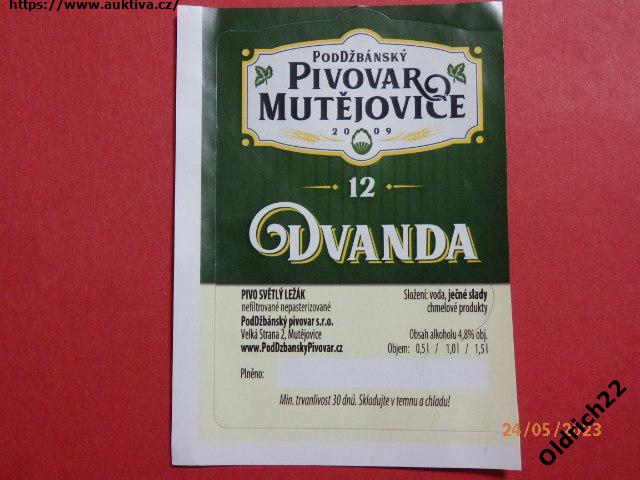 https://www.auktiva.cz/
PODDŽBÁNSKÝ
PIVOVAR
MUTĚJOVICE
2009
12
DVANDA
PIVO SVĚTLÝ LEŽÁK
nefiltrované nepasterizované
PodDžbánský pivovar s.r.o.
Velká Strana 2, Mutějovice
www.PodDzbanskyPivovar.cz
Složení: voda, ječné slady
chmelové produkty
Obsah alkoholu 4,8% obj.
Objem: 0,5 l / 1,0 l / 1,5 l
Plněno:
Min. trvanlivost 30 dnů. Skladujte v temnu a chladu!
24/05/2023
Oldrich22